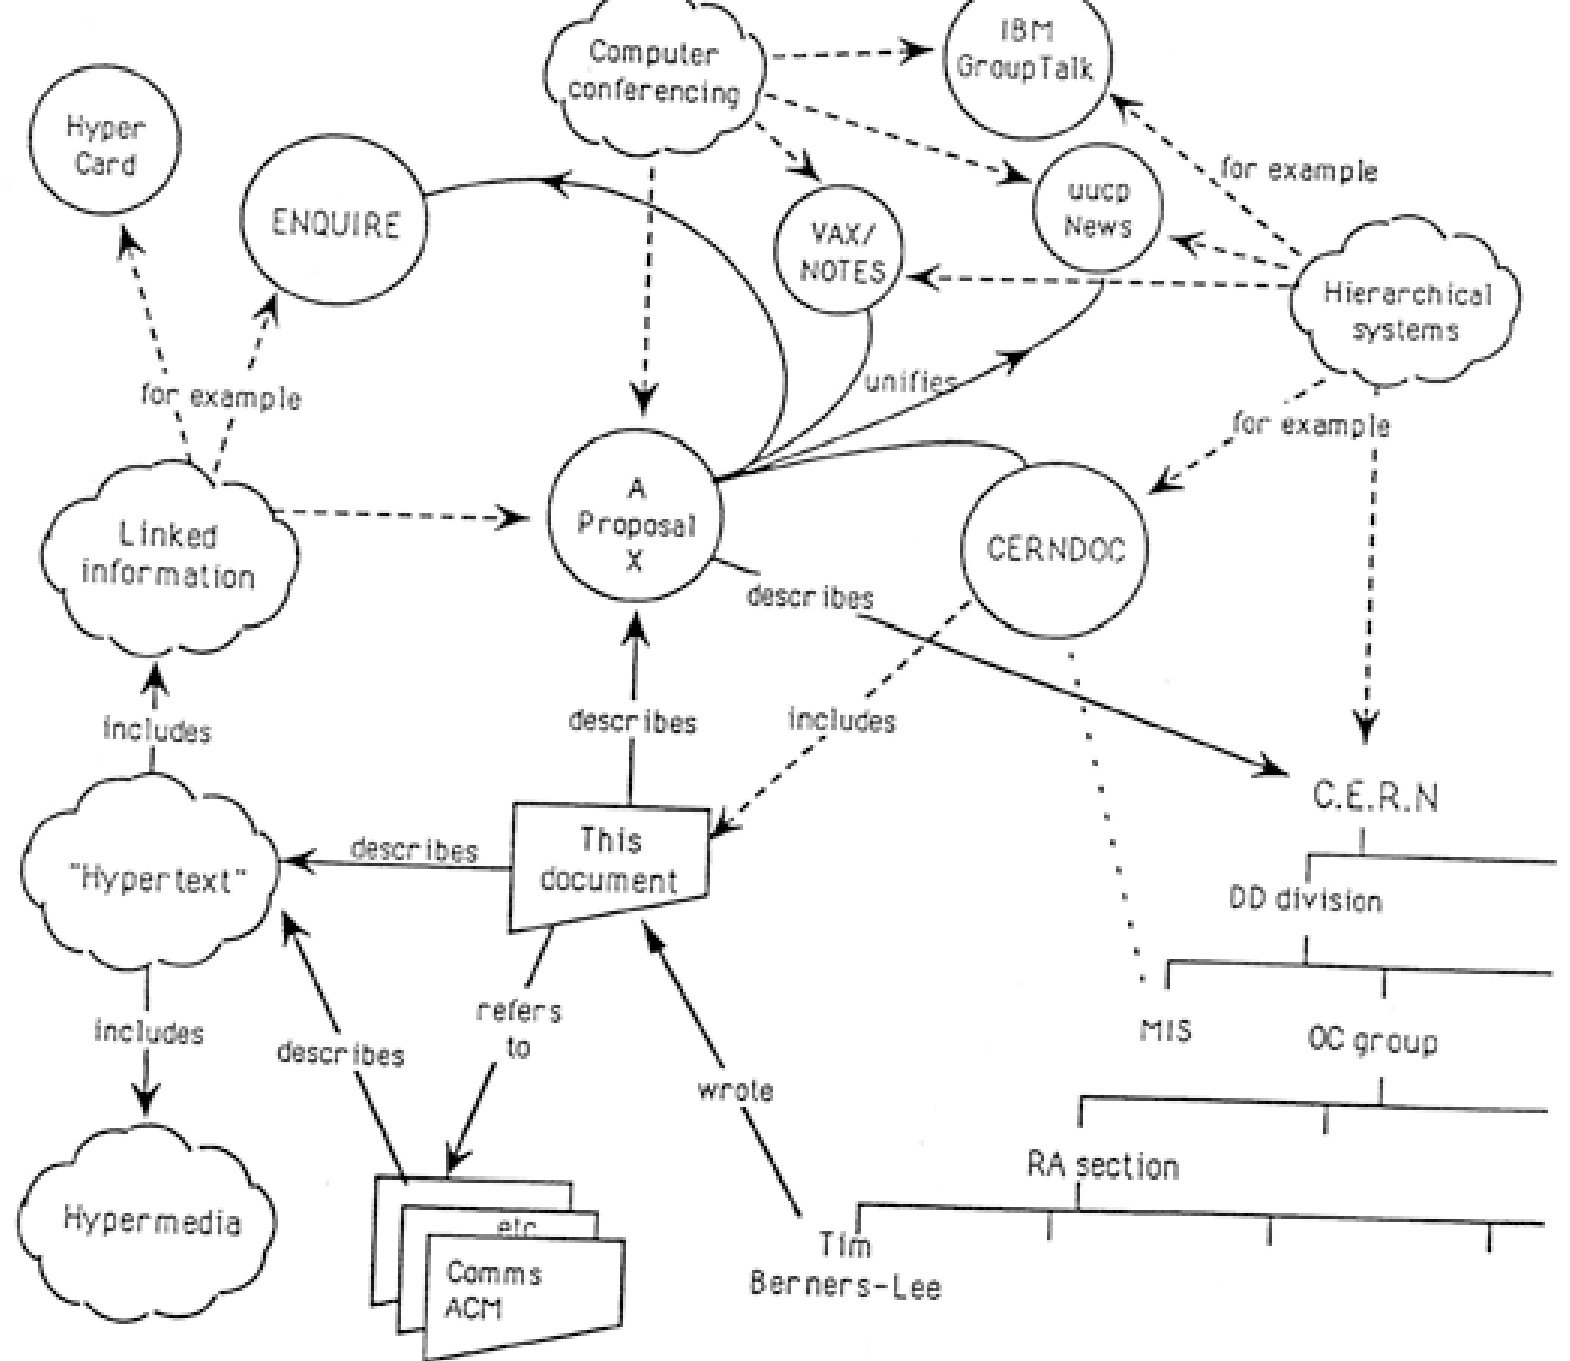 IBM
GroupTalk
Computer
conferencing
Hyper
Card
ENQUIRE
VAX/
NOTES
uucp
News
for example
Hierarchical
systems
unifies
for example
for example
A
Proposal
X
Linked
information
CERNDOC
describes
includes
describes
includes
C.E.R.N
This
document
describes
"Hypertext"
DD division
refers
to
includes
describes
MIS
OC group
wrote
RA section
Hypermedia
etc
Comms
ACM
Tim
Berners-Lee